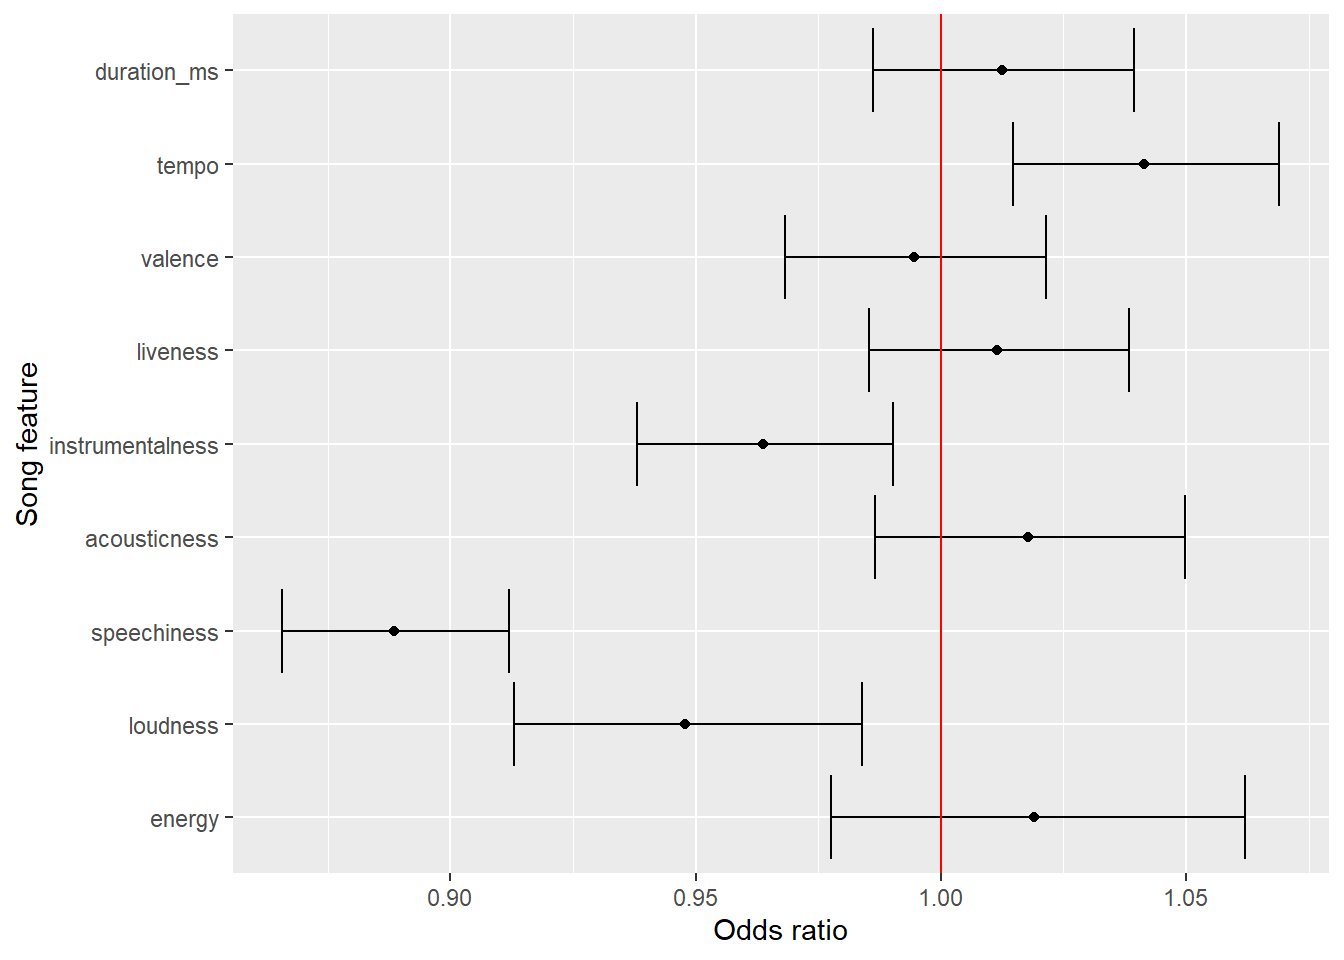 duration_ms
tempo
valence
liveness
instrumentalness
acousticness
speechiness
loudness
energy
Song feature
0.90 0.95 1.00 1.05
Odds ratio